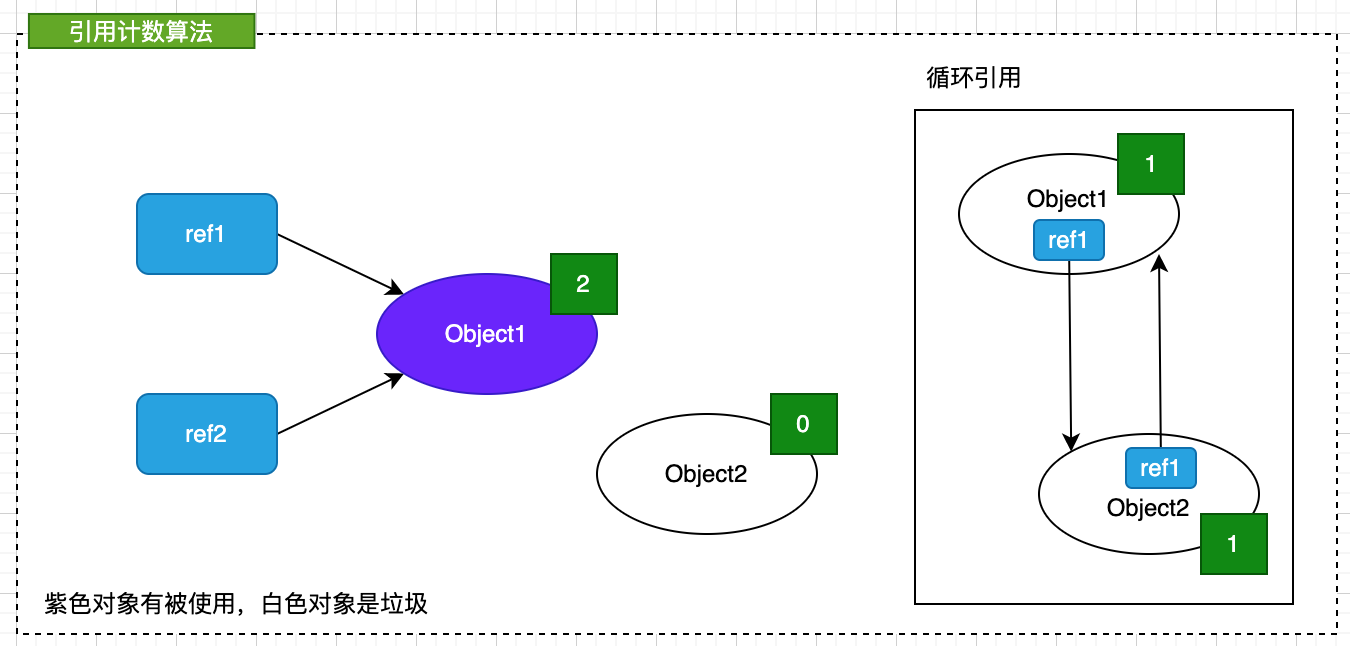 引用计数算法
循环引用
1
Object1
ref1
ref1
2
Object1
0
ref2
Object2
ref1
Object2
1
紫色对象有被使用，白色对象是垃圾